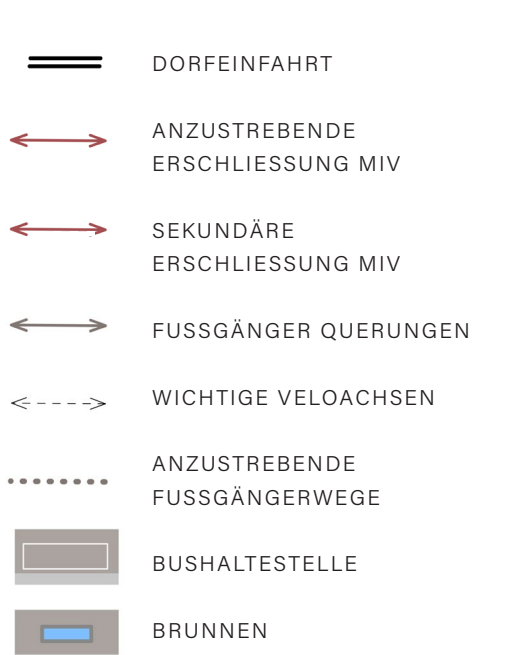 DORFEINFAHRT
ANZUSTREBENDE
ERSCHLIESSUNG MIV
SEKUNDÄRE
ERSCHLIESSUNG MIV
FUSSGÄNGER QUERUNGEN
WICHTIGE VELOACHSEN
ANZUSTREBENDE
FUSSGÄNGERWEGE
BUSHALTESTELLE
BRUNNEN